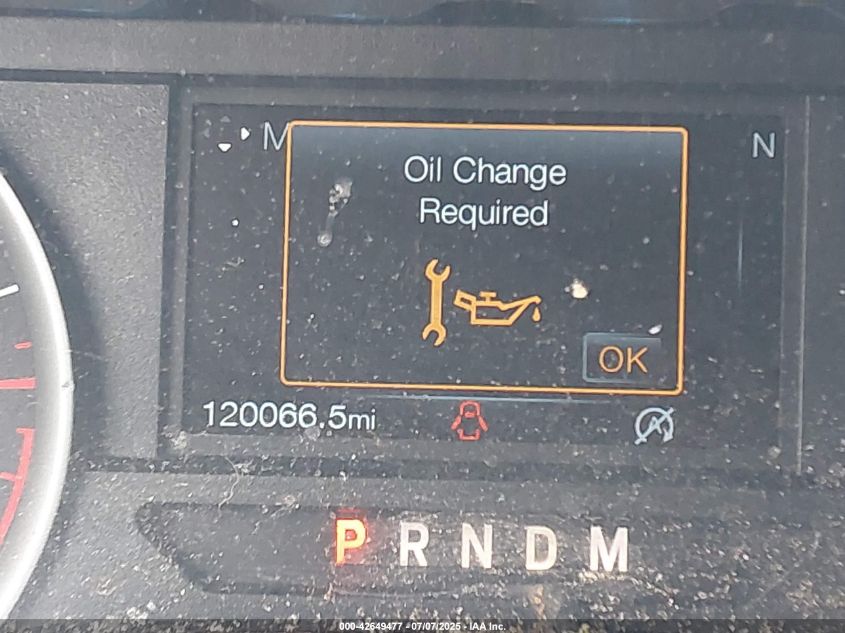 M
N
Oil Change
Required
OK
120066.5mi
P R N D M
000-42649477 - 07/07/2025 - IAA Inc.